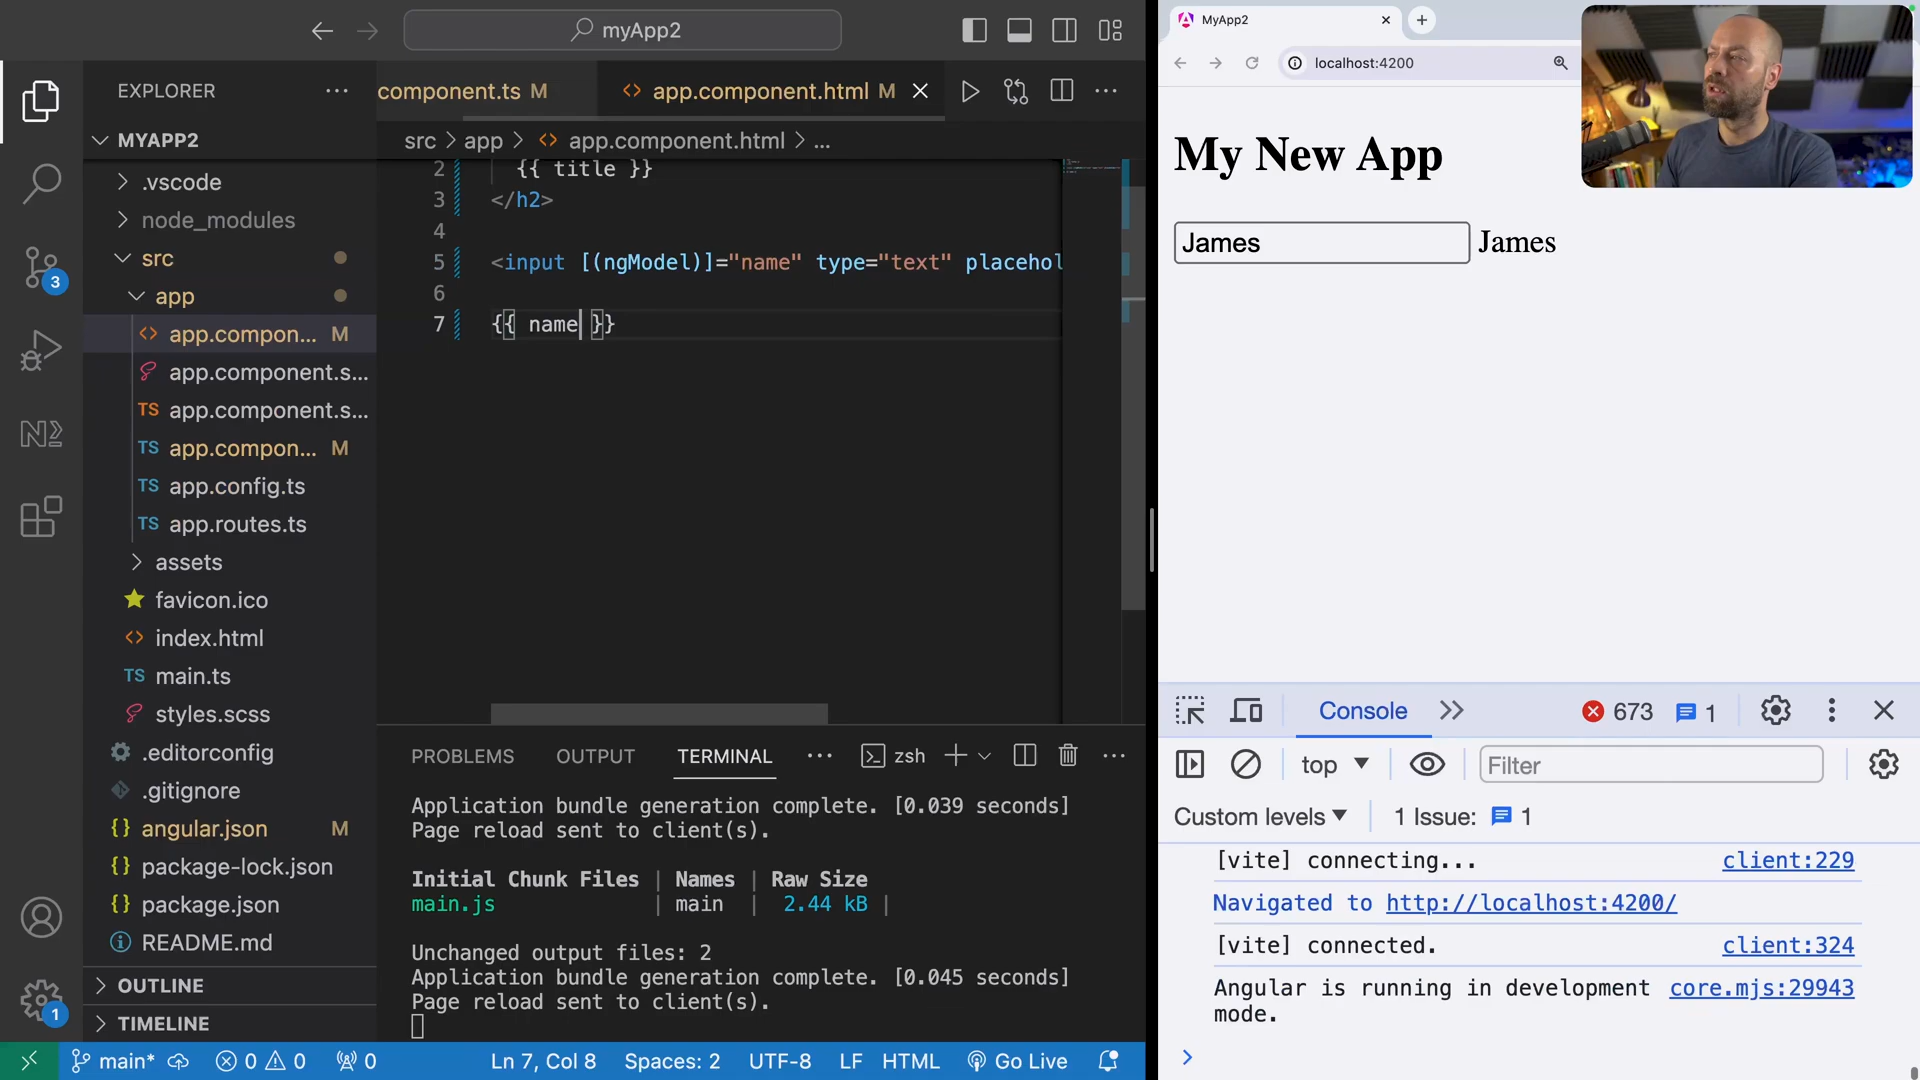 myApp2
EXPLORER
MYAPP2
.vscode
node_modules
src
app
app.compon... M
app.component.s...
TS app.component.s...
TS app.compon... M
TS app.config.ts
TS app.routes.ts
assets
favicon.ico
index.html
TS main.ts
styles.scss
.editorconfig
.gitignore
{} angular.json M
{} package-lock.json
{} package.json
README.md
OUTLINE
TIMELINE
3
1
component.ts M
<> app.component.html M
src > app > <> app.component.html > ...
2 {{ title }}
3 </h2>
4
5 <input [(ngModel)]="name" type="text" placehol
6
7 {{ name }}
PROBLEMS OUTPUT TERMINAL ... zsh
Application bundle generation complete. [0.039 seconds]
Page reload sent to client(s).
Initial Chunk Files | Names | Raw Size
main.js | main | 2.44 kB |
Unchanged output files: 2
Application bundle generation complete. [0.045 seconds]
Page reload sent to client(s).
main* 0 0 0 Ln 7, Col 8 Spaces: 2 UTF-8 LF HTML Go Live
MyApp2
localhost:4200
My New App
James James
Console 673 1
top Filter
Custom levels 1 Issue: 1
[vite] connecting... client:229
Navigated to http://localhost:4200/
[vite] connected. client:324
Angular is running in development core.mjs:29943
mode.